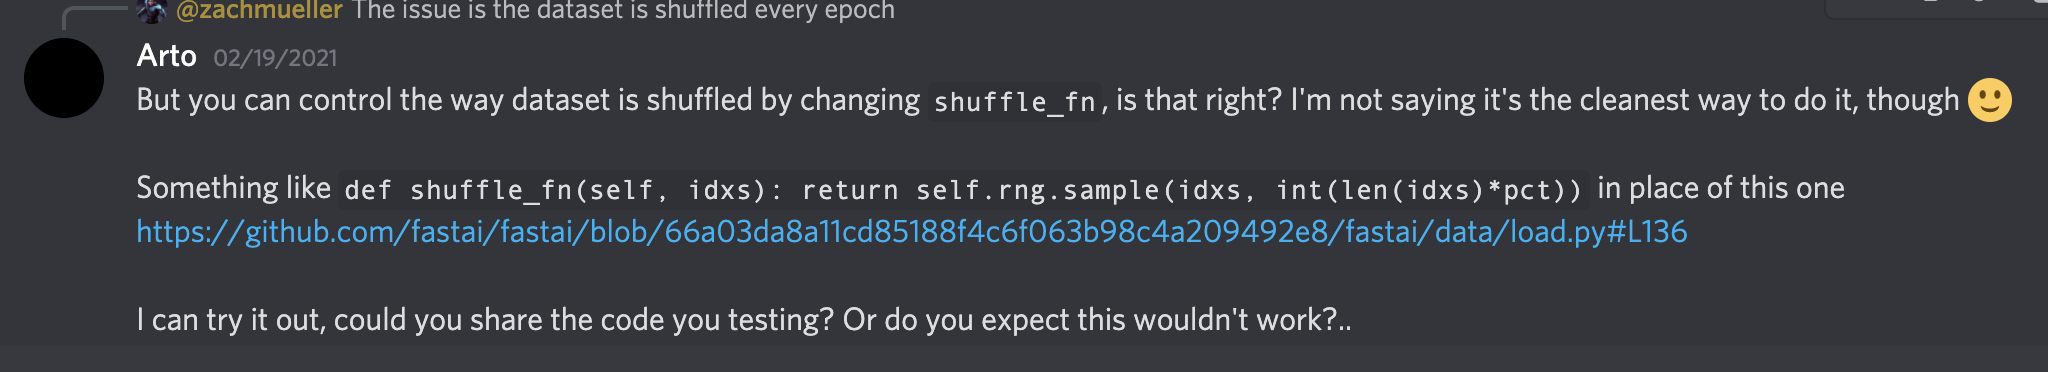 @zachmueller The issue is the dataset is shuffled every epoch
Arto 02/19/2021
But you can control the way dataset is shuffled by changing shuffle_fn, is that right? I'm not saying it's the cleanest way to do it, though
Something like def shuffle_fn(self, idxs): return self.rng.sample(idxs, int(len(idxs)*pct)) in place of this one
https://github.com/fastai/fastai/blob/66a03da8a11cd85188f4c6f063b98c4a209492e8/fastai/data/load.py#L136
I can try it out, could you share the code you testing? Or do you expect this wouldn't work?..